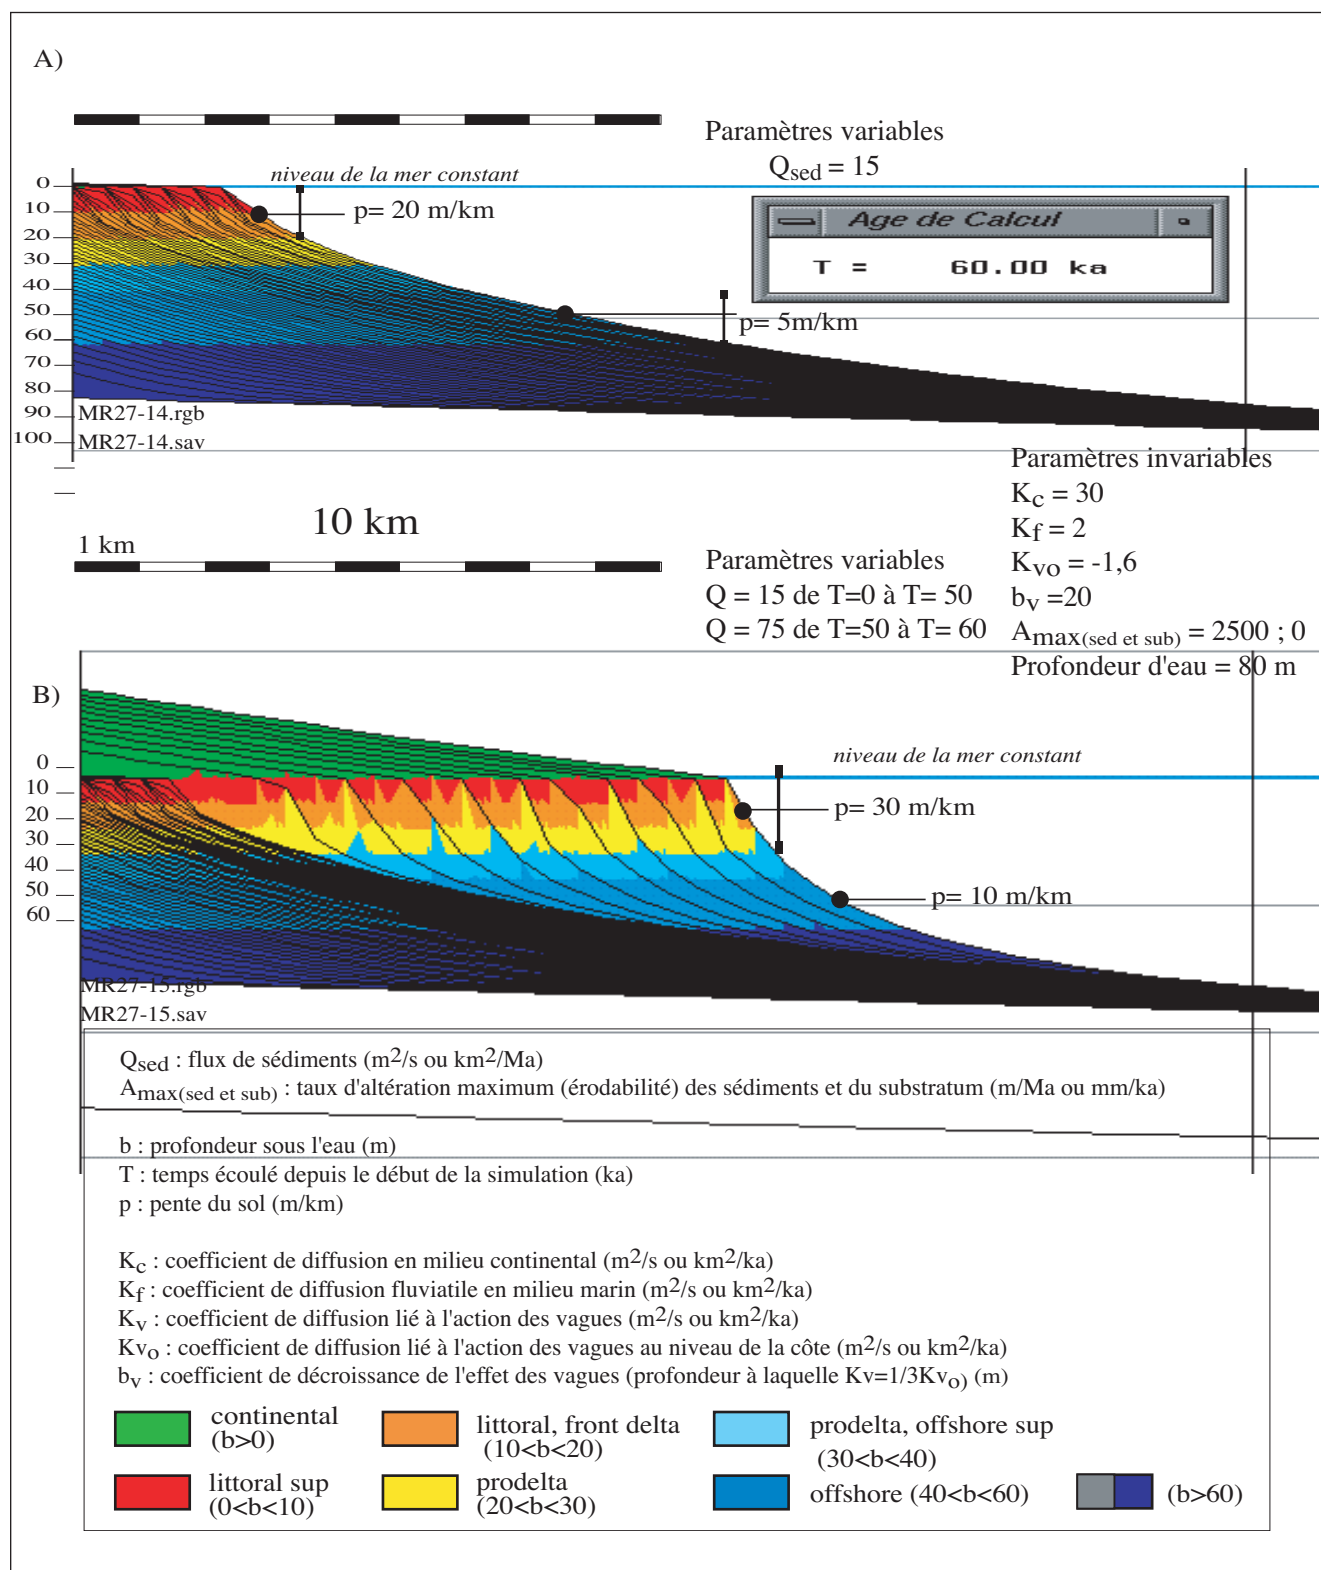 A)
Paramètres variables
Qsed = 15
niveau de la mer constant
Age de Calcul
T = 60.00 ka
p= 20 m/km
p= 5m/km
0
10
20
30
40
50
60
70
80
90
100
MR27-14.rgb
MR27-14.sav
Paramètres invariables
Kc = 30
Kf = 2
Kvo = -1,6
bv =20
Amax(sed et sub) = 2500 ; 0
Profondeur d'eau = 80 m
10 km
1 km
Paramètres variables
Q = 15 de T=0 à T= 50
Q = 75 de T=50 à T= 60
B)
niveau de la mer constant
p= 30 m/km
p= 10 m/km
0
10
20
30
40
50
60
MR27-15.rgb
MR27-15.sav
Qsed : flux de sédiments (m2/s ou km2/Ma)
Amax(sed et sub) : taux d'altération maximum (érodabilité) des sédiments et du substratum (m/Ma ou mm/ka)
b : profondeur sous l'eau (m)
T : temps écoulé depuis le début de la simulation (ka)
p : pente du sol (m/km)
Kc : coefficient de diffusion en milieu continental (m2/s ou km2/ka)
Kf : coefficient de diffusion fluviatile en milieu marin (m2/s ou km2/ka)
Kv : coefficient de diffusion lié à l'action des vagues (m2/s ou km2/ka)
Kvo : coefficient de diffusion lié à l'action des vagues au niveau de la côte (m2/s ou km2/ka)
bv : coefficient de décroissance de l'effet des vagues (profondeur à laquelle Kv=1/3Kvo) (m)
continental
(b>0)
littoral, front delta
(10<b<20)
prodelta, offshore sup
(30<b<40)
littoral sup
(0<b<10)
prodelta
(20<b<30)
offshore (40<b<60)
(b>60)